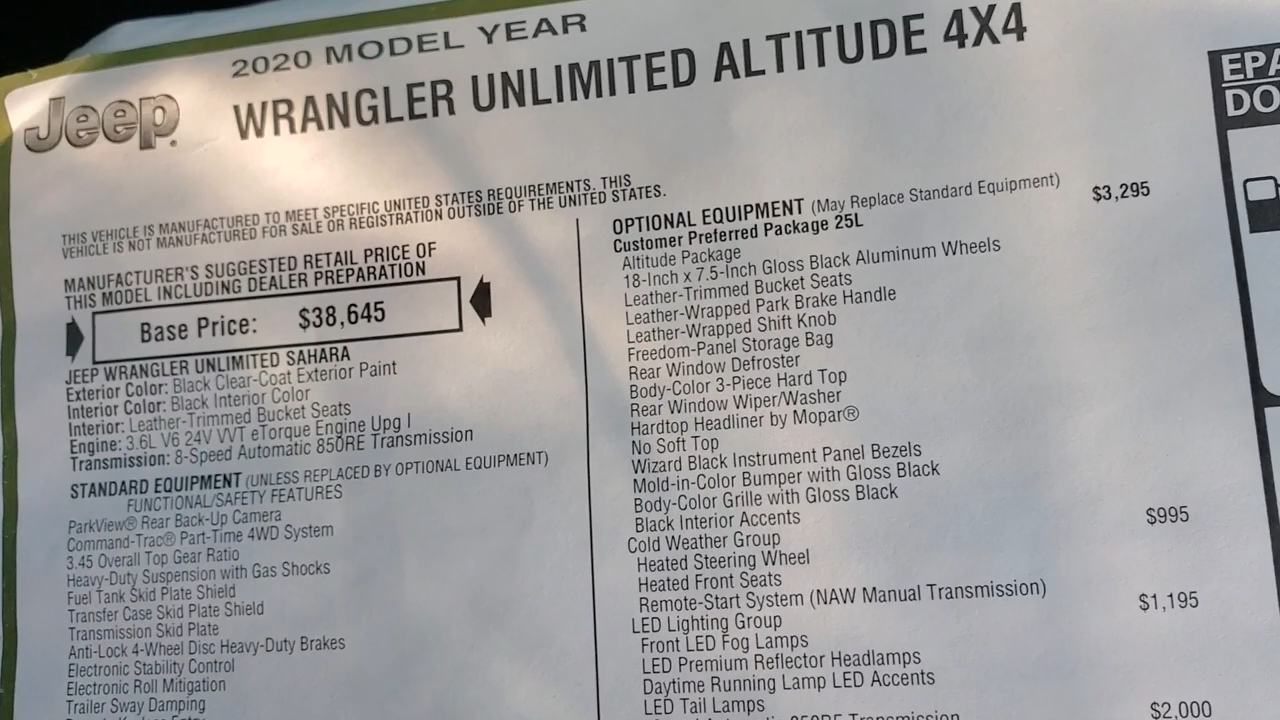 2020 MODEL YEAR
Jeep
WRANGLER UNLIMITED ALTITUDE 4X4
THIS VEHICLE IS MANUFACTURED TO MEET SPECIFIC UNITED STATES REQUIREMENTS. THIS
VEHICLE IS NOT MANUFACTURED FOR SALE OR REGISTRATION OUTSIDE OF THE UNITED STATES.
MANUFACTURER'S SUGGESTED RETAIL PRICE OF
THIS MODEL INCLUDING DEALER PREPARATION
Base Price: $38,645
JEEP WRANGLER UNLIMITED SAHARA
Exterior Color: Black Clear-Coat Exterior Paint
Interior Color: Black Interior Color
Interior: Leather-Trimmed Bucket Seats
Engine: 3.6L V6 24V VVT eTorque Engine Upg I
Transmission: 8-Speed Automatic 850RE Transmission
STANDARD EQUIPMENT (UNLESS REPLACED BY OPTIONAL EQUIPMENT)
FUNCTIONAL/SAFETY FEATURES
ParkView® Rear Back-Up Camera
Command-Trac® Part-Time 4WD System
3.45 Overall Top Gear Ratio
Heavy-Duty Suspension with Gas Shocks
Fuel Tank Skid Plate Shield
Transfer Case Skid Plate Shield
Transmission Skid Plate
Anti-Lock 4-Wheel Disc Heavy-Duty Brakes
Electronic Stability Control
Electronic Roll Mitigation
Trailer Sway Damping
OPTIONAL EQUIPMENT (May Replace Standard Equipment)
Customer Preferred Package 25L $3,295
Altitude Package
18-Inch x 7.5-Inch Gloss Black Aluminum Wheels
Leather-Trimmed Bucket Seats
Leather-Wrapped Park Brake Handle
Leather-Wrapped Shift Knob
Freedom-Panel Storage Bag
Rear Window Defroster
Body-Color 3-Piece Hard Top
Rear Window Wiper/Washer
Hardtop Headliner by Mopar®
No Soft Top
Wizard Black Instrument Panel Bezels
Mold-in-Color Bumper with Gloss Black
Body-Color Grille with Gloss Black
Black Interior Accents
Cold Weather Group $995
Heated Steering Wheel
Heated Front Seats
Remote-Start System (NAW Manual Transmission)
LED Lighting Group $1,195
Front LED Fog Lamps
LED Premium Reflector Headlamps
Daytime Running Lamp LED Accents
LED Tail Lamps
850RE Transmission $2,000
EPA
DO